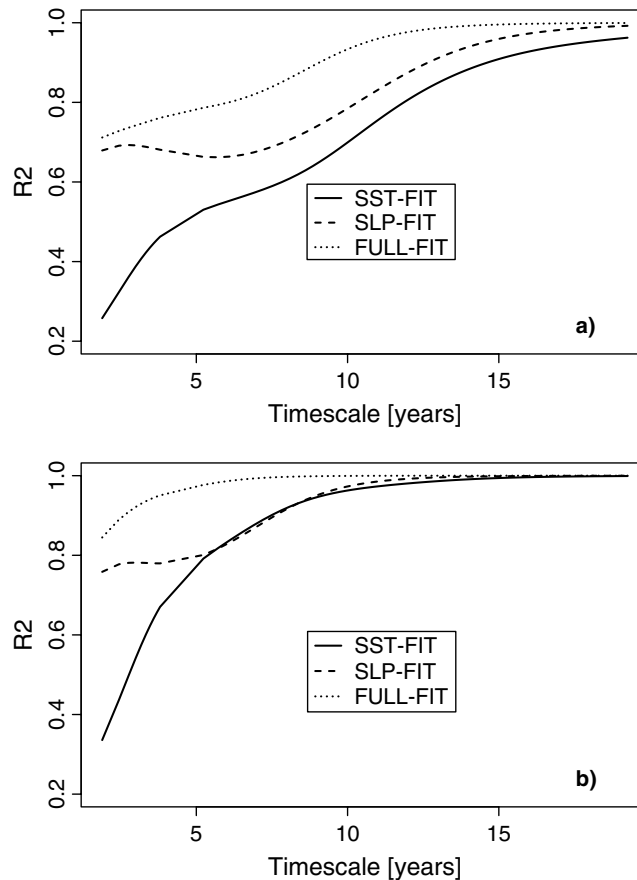 1.0
0.8
0.6
0.4
0.2
R2
SST-FIT
SLP-FIT
FULL-FIT
a)
5 10 15
Timescale [years]
1.0
0.8
0.6
0.4
0.2
R2
SST-FIT
SLP-FIT
FULL-FIT
b)
5 10 15
Timescale [years]